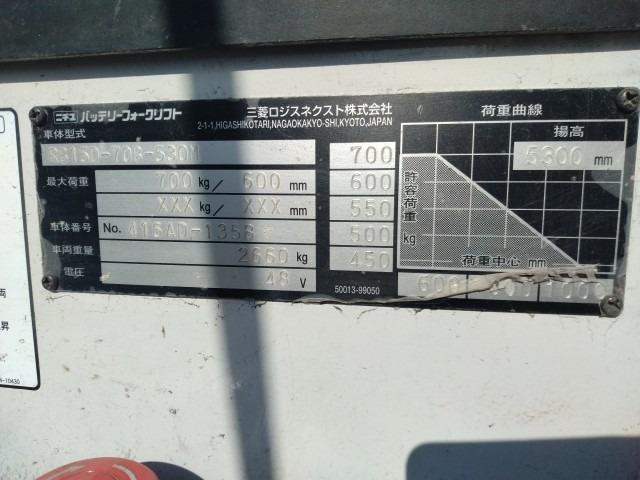 ニチユ バッテリーフォークリフト
三菱ロジスネクスト株式会社
2-1-1,HIGASHIKOTARI,NAGAOKAKYO-SHI,KYOTO,JAPAN
車体型式
最大荷重 700 kg/ 600 mm
XXX kg/ XXX mm
車体番号 No.
車両重量 2660 kg
電圧 48 V
700
600
550
500
450
50013-99050
荷重曲線
揚高
5300 mm
許容荷重 kg
荷重中心 mm
600